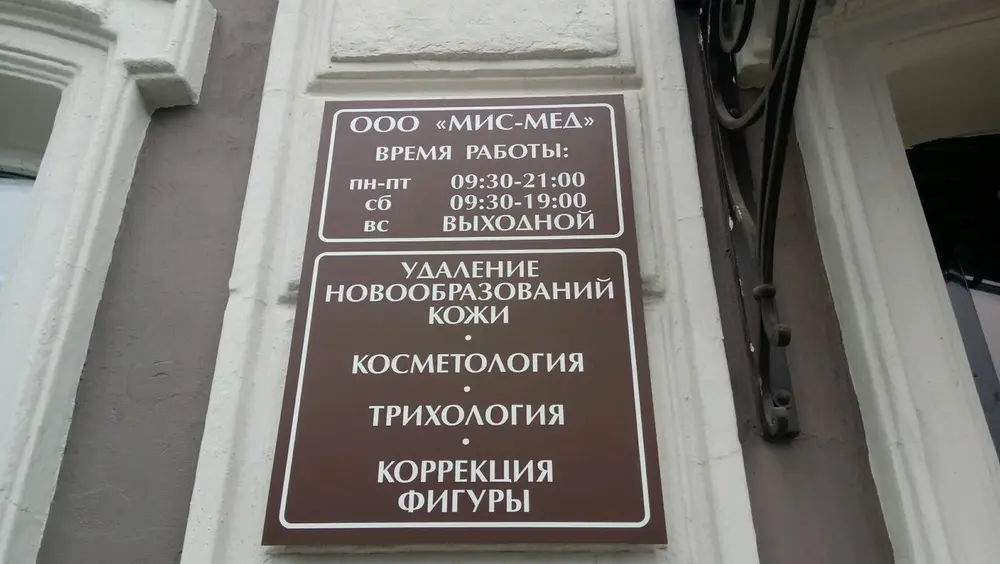 ООО «МИС-МЕД»
ВРЕМЯ РАБОТЫ:
ПН-ПТ 09:30-21:00
СБ 09:30-19:00
ВС ВЫХОДНОЙ
УДАЛЕНИЕ
НОВООБРАЗОВАНИЙ
КОЖИ
•
КОСМЕТОЛОГИЯ
•
ТРИХОЛОГИЯ
•
КОРРЕКЦИЯ
ФИГУРЫ